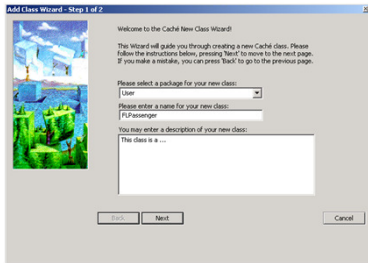 Add Class Wizard - Step 1 of 2
Welcome to the Caché New Class Wizard!
This Wizard will guide you through creating a new Caché class. Please
follow the instructions below, pressing 'Next' to move to the next page.
If you make a mistake, you can press 'Back' to go to the previous page.
Please select a package for your new class:
User
Please enter a name for your new class:
FLPassenger
You may enter a description of your new class:
This class is a ...
Back Next Cancel